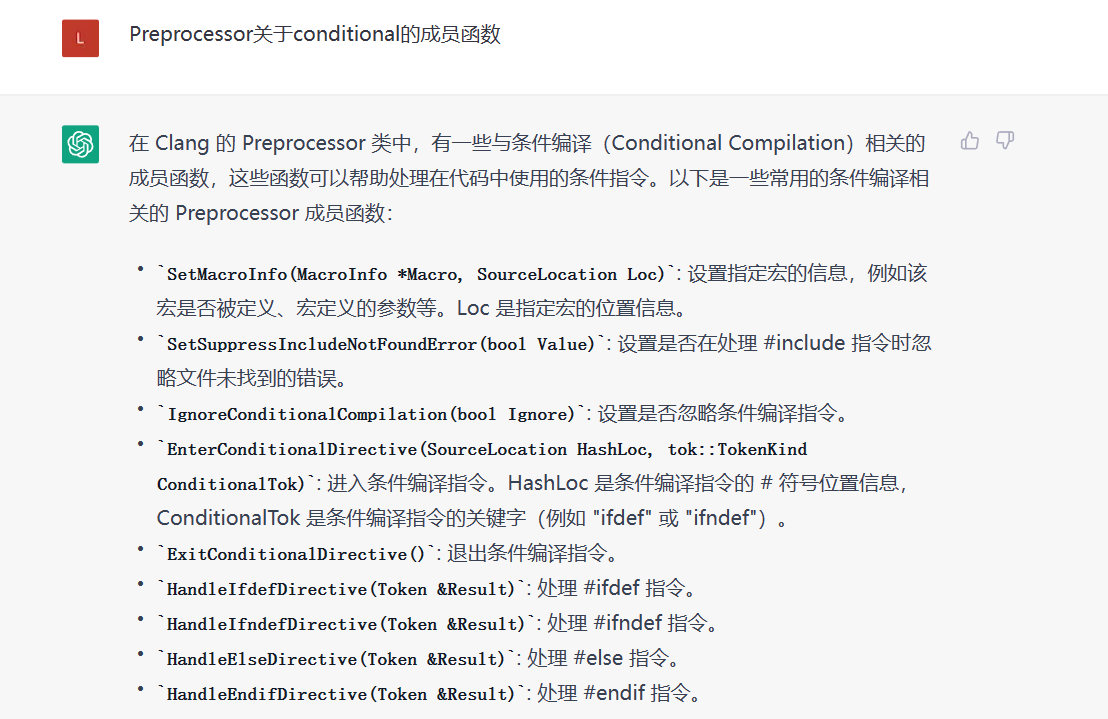 L
Preprocessor关于conditional的成员函数
在 Clang 的 Preprocessor 类中，有一些与条件编译（Conditional Compilation）相关的
成员函数，这些函数可以帮助处理在代码中使用的条件指令。以下是一些常用的条件编译相
关的 Preprocessor 成员函数：
• `SetMacroInfo(MacroInfo *Macro, SourceLocation Loc)`: 设置指定宏的信息，例如该
宏是否被定义、宏定义的参数等。Loc 是指定宏的位置信息。
• `SetSuppressIncludeNotFoundError(bool Value)`: 设置是否在处理 #include 指令时忽
略文件未找到的错误。
• `IgnoreConditionalCompilation(bool Ignore)`: 设置是否忽略条件编译指令。
• `EnterConditionalDirective(SourceLocation HashLoc, tok::TokenKind
ConditionalTok)`: 进入条件编译指令。HashLoc 是条件编译指令的 # 符号位置信息，
ConditionalTok 是条件编译指令的关键字（例如 "ifdef" 或 "ifndef"）。
• `ExitConditionalDirective()`: 退出条件编译指令。
• `HandleIfdefDirective(Token &Result)`: 处理 #ifdef 指令。
• `HandleIfndefDirective(Token &Result)`: 处理 #ifndef 指令。
• `HandleElseDirective(Token &Result)`: 处理 #else 指令。
• `HandleEndifDirective(Token &Result)`: 处理 #endif 指令。